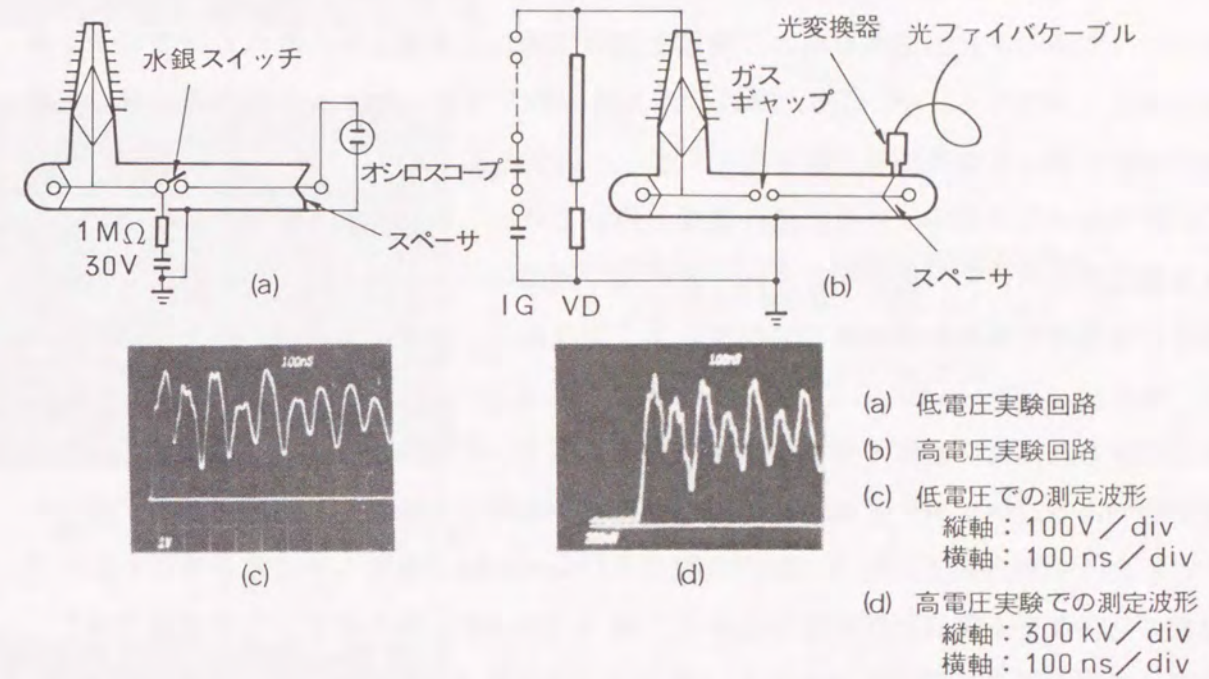 水銀スイッチ
オシロスコープ
スペーサ
1MΩ
30V
(a)
光変換器
光ファイバケーブル
ガス
ギャップ
スペーサ
IG VD
(b)
100nS
(c)
100nS
(d)
(a) 低電圧実験回路
(b) 高電圧実験回路
(c) 低電圧での測定波形
縦軸：100V／div
横軸：100ns／div
(d) 高電圧実験での測定波形
縦軸：300kV／div
横軸：100ns／div